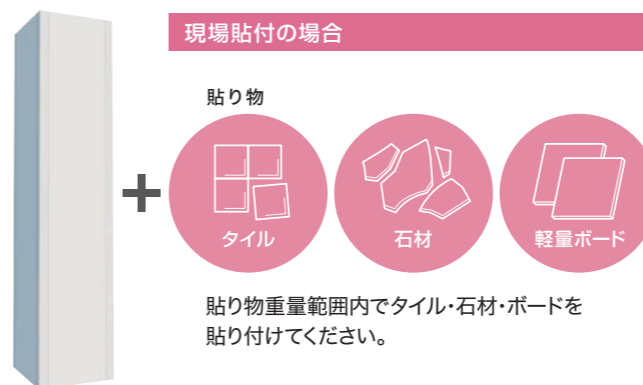 現場貼付の場合
貼り物
タイル
石材
軽量ボード
貼り物重量範囲内でタイル・石材・ボードを
貼り付けてください。